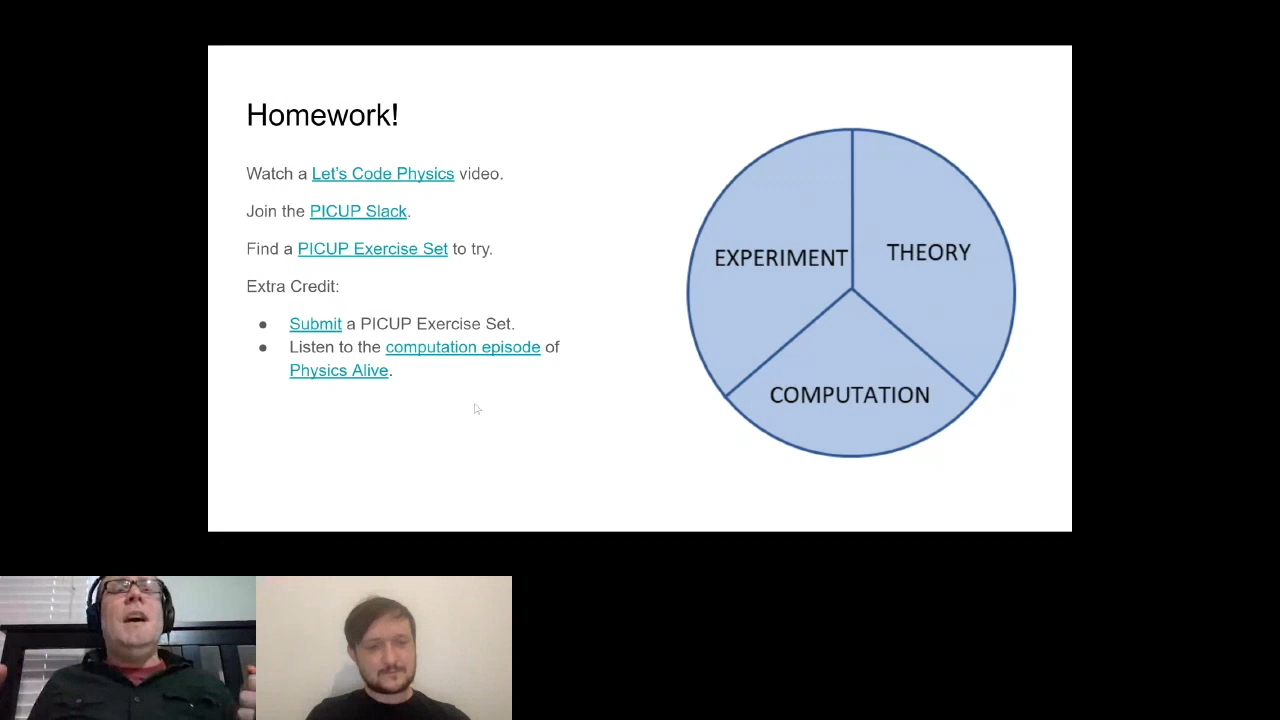 Homework!
Watch a Let's Code Physics video.
Join the PICUP Slack.
Find a PICUP Exercise Set to try.
Extra Credit:
● Submit a PICUP Exercise Set.
● Listen to the computation episode of
Physics Alive.
EXPERIMENT
THEORY
COMPUTATION